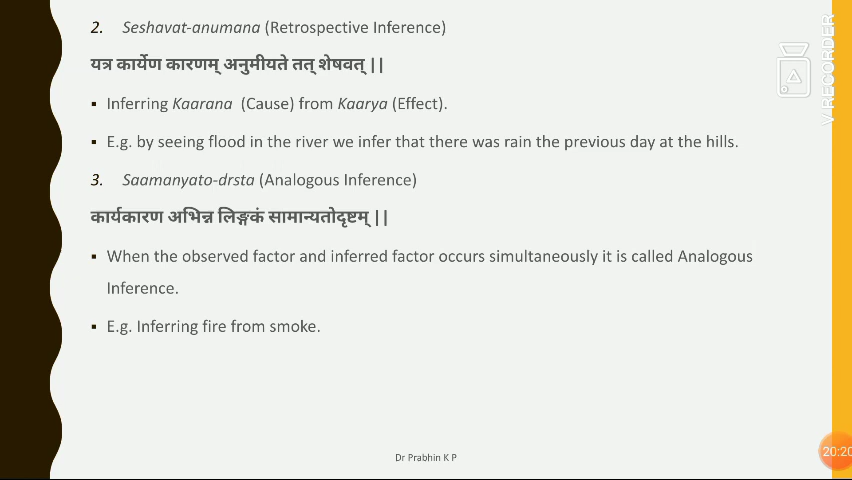 2. Seshavat-anumana (Retrospective Inference)
यत्र कार्येण कारणम् अनुमीयते तत् शेषवत् ||
▪ Inferring Kaarana (Cause) from Kaarya (Effect).
▪ E.g. by seeing flood in the river we infer that there was rain the previous day at the hills.
3. Saamanyato-drsta (Analogous Inference)
कार्यकारण अभिन्न लिङ्गकं सामान्यतोदृष्टम् ||
▪ When the observed factor and inferred factor occurs simultaneously it is called Analogous
Inference.
▪ E.g. Inferring fire from smoke.
Dr Prabhin K P
V RECORDER
20:20